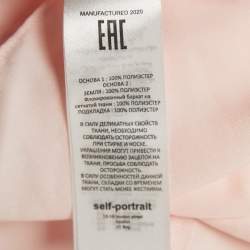 MANUFACTURED 2020
EAC
ОСНОВА 1 : 100% ПОЛИЭСТЕР
ОСНОВА 2 :
ЗЕМЛЯ : 100% ПОЛИЭСТЕР
Флокированный бархат на
сетчатой ткани : 100% ПОЛИЭСТЕР
ПОДКЛАДКА : 100% ПОЛИЭСТЕР
В СИЛУ ДЕЛИКАТНЫХ СВОЙСТВ
ТКАНИ, НЕОБХОДИМО
СОБЛЮДАТЬ ОСТОРОЖНОСТЬ
ПРИ СТИРКЕ И НОСКЕ.
УКРАШЕНИЯ МОГУТ ПРИВЕСТИ К
ВОЗНИКНОВЕНИЮ ЗАЦЕПОК НА
ТКАНИ, ПРОСЬБА СОБЛЮДАТЬ
ОСТОРОЖНОСТЬ.
В СИЛУ ОСОБЕННОСТЕЙ ДАННОЙ
ТКАНИ, СКЛАДКИ СО ВРЕМЕНЕМ
МОГУТ СТАТЬ МЕНЕЕ
self-portrait
london